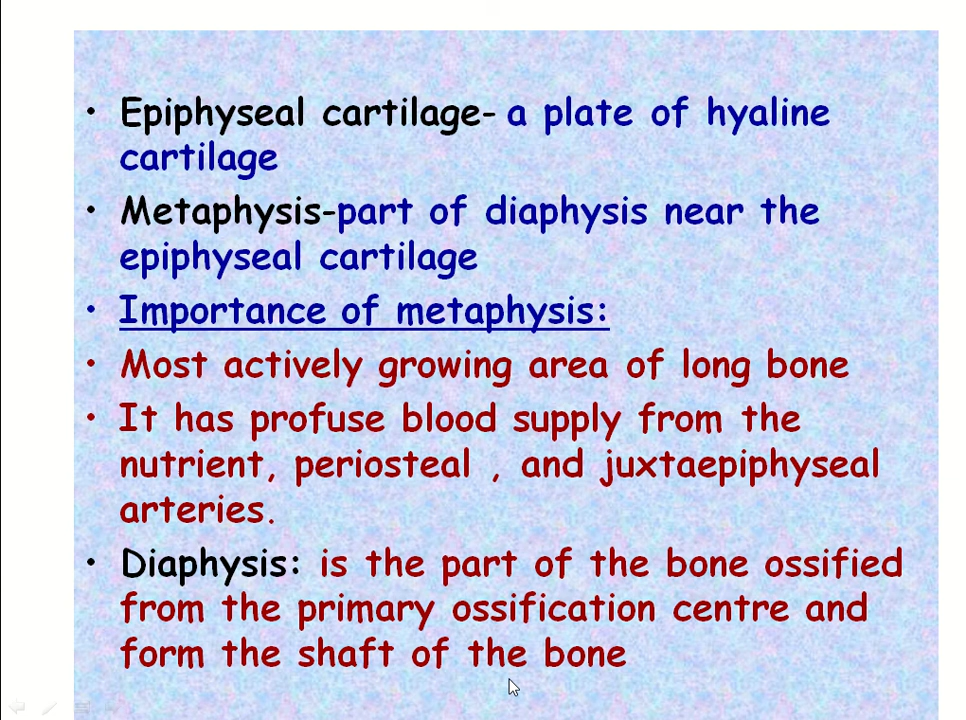 • Epiphyseal cartilage- a plate of hyaline
cartilage
• Metaphysis-part of diaphysis near the
epiphyseal cartilage
• Importance of metaphysis:
• Most actively growing area of long bone
• It has profuse blood supply from the
nutrient, periosteal , and juxtaepiphyseal
arteries.
• Diaphysis: is the part of the bone ossified
from the primary ossification centre and
form the shaft of the bone